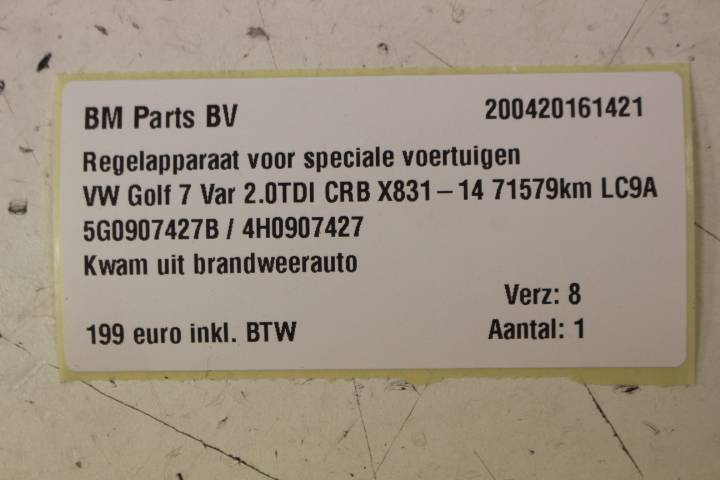 BM Parts BV 200420161421
Regelapparaat voor speciale voertuigen
VW Golf 7 Var 2.0TDI CRB X831-14 71579km LC9A
5G0907427B / 4H0907427
Kwam uit brandweerauto
Verz: 8
199 euro inkl. BTW Aantal: 1